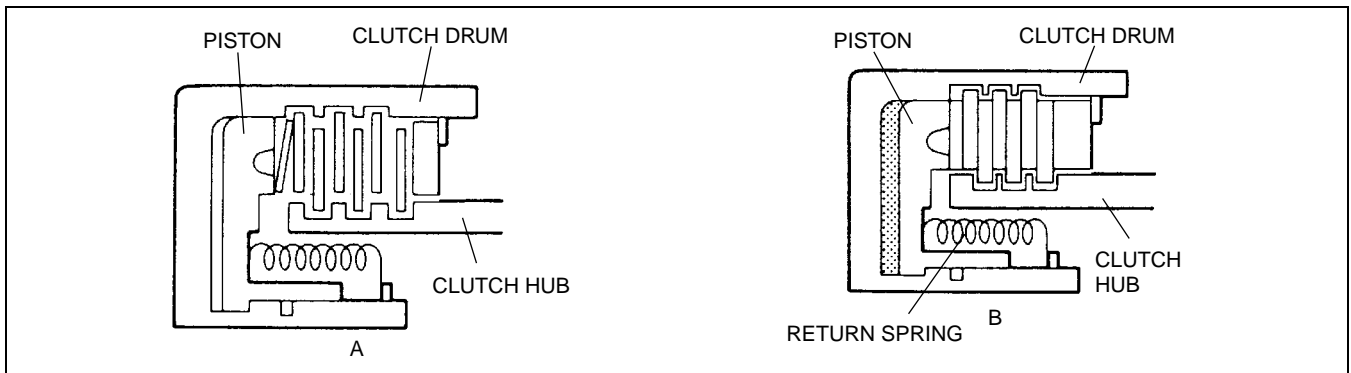 PISTON
CLUTCH DRUM
CLUTCH HUB
A
PISTON
CLUTCH DRUM
CLUTCH
HUB
RETURN SPRING
B